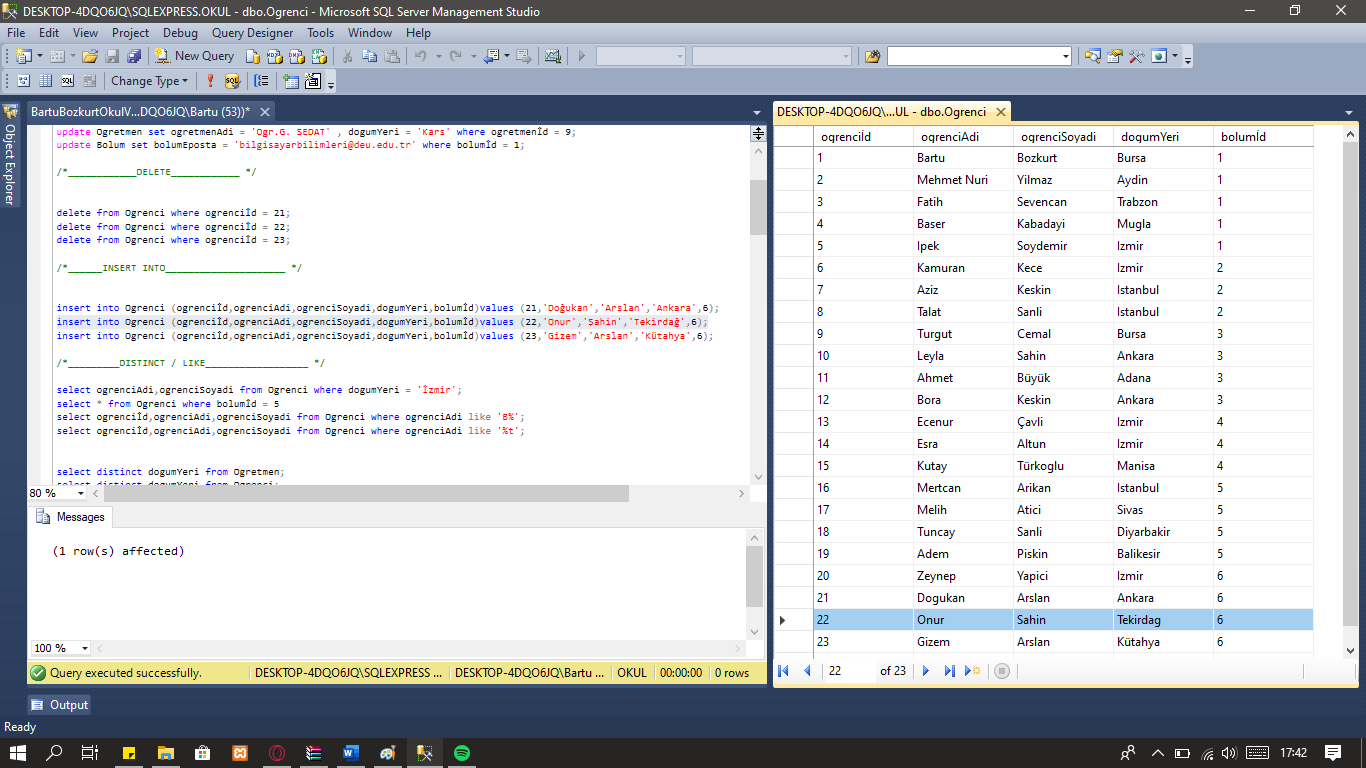 DESKTOP-4DQO6JQ\SQLEXPRESS.OKUL - dbo.Ogrenci - Microsoft SQL Server Management Studio
File Edit View Project Debug Query Designer Tools Window Help
New Query
Change Type
Object Explorer
BartuBozkurtOkulV...DQO6JQ\Bartu (53))*
update Ogretmen set ogretmenAdi = 'Ogr.G. SEDAT' , dogumYeri = 'Kars' where ogretmenİd = 9;
update Bolum set bolumEposta = 'bilgisayarbilimleri@deu.edu.tr' where bolumİd = 1;
/*____________DELETE____________ */
delete from Ogrenci where ogrenciİd = 21;
delete from Ogrenci where ogrenciİd = 22;
delete from Ogrenci where ogrenciİd = 23;
/*______INSERT INTO_____________________ */
insert into Ogrenci (ogrenciİd,ogrenciAdi,ogrenciSoyadi,dogumYeri,bolumİd)values (21,'Doğukan','Arslan','Ankara',6);
insert into Ogrenci (ogrenciİd,ogrenciAdi,ogrenciSoyadi,dogumYeri,bolumİd)values (22,'Onur','Sahin','Tekirdağ',6);
insert into Ogrenci (ogrenciİd,ogrenciAdi,ogrenciSoyadi,dogumYeri,bolumİd)values (23,'Gizem','Arslan','Kütahya',6);
/*_________DISTINCT / LIKE__________________ */
select ogrenciAdi,ogrenciSoyadi from Ogrenci where dogumYeri = 'İzmir';
select * from Ogrenci where bolumİd = 5
select ogrenciİd,ogrenciAdi,ogrenciSoyadi from Ogrenci where ogrenciAdi like 'B%';
select ogrenciİd,ogrenciAdi,ogrenciSoyadi from Ogrenci where ogrenciAdi like '%t';
select distinct dogumYeri from Ogretmen;
select distinct dogumYeri from Ogrenci;
80 %
Messages
(1 row(s) affected)
100 %
Query executed successfully. DESKTOP-4DQO6JQ\SQLEXPRESS ... DESKTOP-4DQO6JQ\Bartu ... OKUL 00:00:00 0 rows
DESKTOP-4DQO6JQ\...UL - dbo.Ogrenci
ogrenciİd ogrenciAdi ogrenciSoyadi dogumYeri bolumİd
1 Bartu Bozkurt Bursa 1
2 Mehmet Nuri Yilmaz Aydin 1
3 Fatih Sevencan Trabzon 1
4 Baser Kabadayi Mugla 1
5 Ipek Soydemir Izmir 1
6 Kamuran Kece Izmir 2
7 Aziz Keskin Istanbul 2
8 Talat Sanli Istanbul 2
9 Turgut Cemal Bursa 3
10 Leyla Sahin Ankara 3
11 Ahmet Büyük Adana 3
12 Bora Keskin Ankara 3
13 Ecenur Çavli Izmir 4
14 Esra Altun Izmir 4
15 Kutay Türkoglu Manisa 4
16 Mertcan Arikan Istanbul 5
17 Melih Atici Sivas 5
18 Tuncay Sanli Diyarbakir 5
19 Adem Piskin Balikesir 5
20 Zeynep Yapici Izmir 6
21 Dogukan Arslan Ankara 6
22 Onur Sahin Tekirdag 6
23 Gizem Arslan Kütahya 6
22 of 23
Output
Ready
17:42